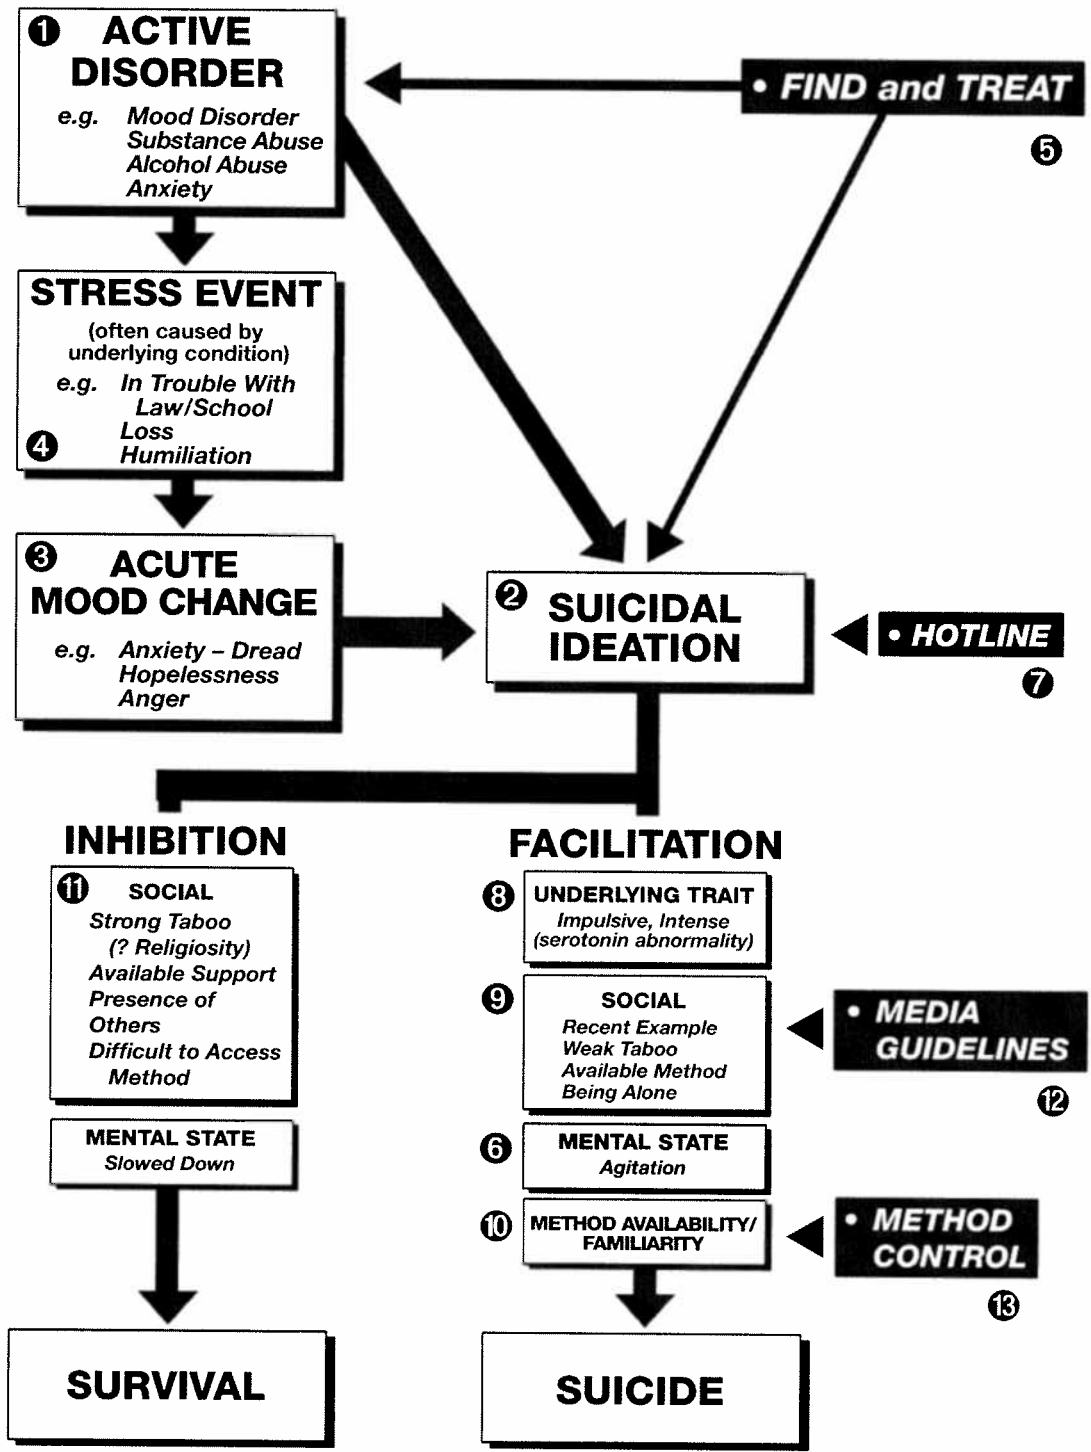 1 ACTIVE
DISORDER
e.g. Mood Disorder
Substance Abuse
Alcohol Abuse
Anxiety
• FIND and TREAT
5
STRESS EVENT
(often caused by
underlying condition)
e.g. In Trouble With
Law/School
Loss
4 Humiliation
3 ACUTE
MOOD CHANGE
e.g. Anxiety – Dread
Hopelessness
Anger
2 SUICIDAL
IDEATION
• HOTLINE
7
INHIBITION
11 SOCIAL
Strong Taboo
(? Religiosity)
Available Support
Presence of
Others
Difficult to Access
Method
MENTAL STATE
Slowed Down
SURVIVAL
FACILITATION
8 UNDERLYING TRAIT
Impulsive, Intense
(serotonin abnormality)
9 SOCIAL
Recent Example
Weak Taboo
Available Method
Being Alone
• MEDIA
GUIDELINES
12
6 MENTAL STATE
Agitation
10 METHOD AVAILABILITY/
FAMILIARITY
• METHOD
CONTROL
13
SUICIDE